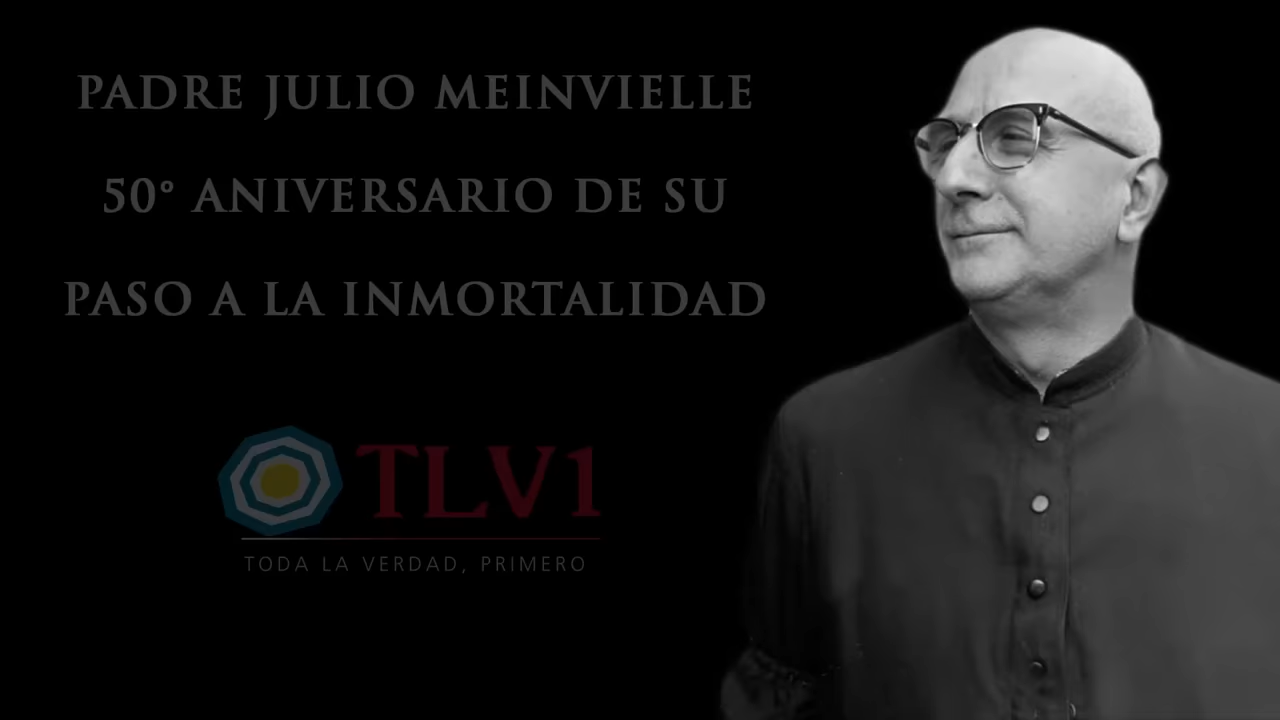 PADRE JULIO MEINVIELLE
50° ANIVERSARIO DE SU
PASO A LA INMORTALIDAD
TLV1
TODA LA VERDAD, PRIMERO